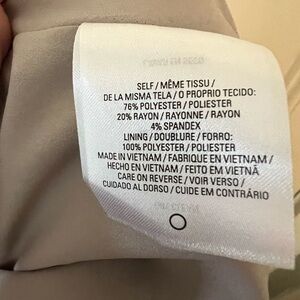 SELF / MÊME TISSU /
DE LA MISMA TELA / O PROPRIO TECIDO:
76% POLYESTER / POLIESTER
20% RAYON / RAYONNE / RAYON
4% SPANDEX
LINING / DOUBLURE / FORRO:
100% POLYESTER / POLIESTER
MADE IN VIETNAM / FABRIQUE EN VIETNAM /
HECHO EN VIETNAM / FEITO EM VIETNÃ
CARE ON REVERSE / VOIR VERSO /
CUIDADO AL DORSO / CUIDE EM CONTRÁRIO